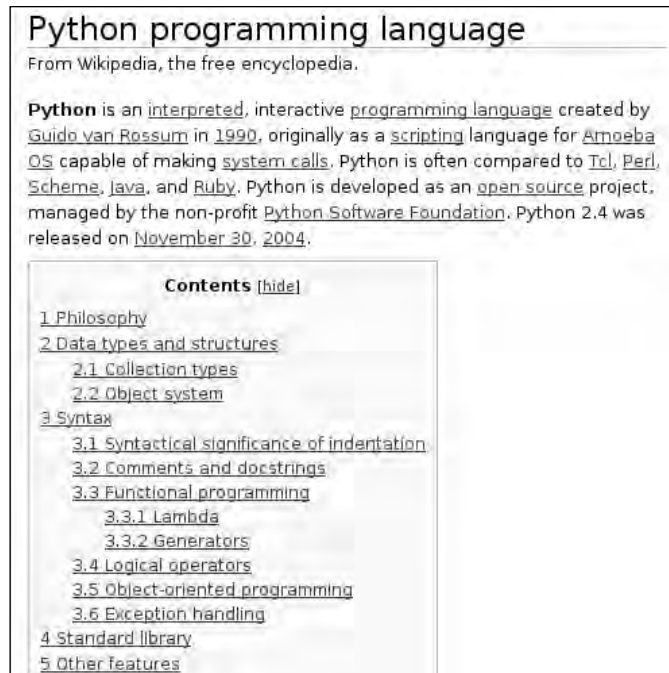 Python programming language
From Wikipedia, the free encyclopedia.
Python is an interpreted, interactive programming language created by
Guido van Rossum in 1990, originally as a scripting language for Amoeba
OS capable of making system calls. Python is often compared to Tcl, Perl,
Scheme, Java, and Ruby. Python is developed as an open source project,
managed by the non-profit Python Software Foundation. Python 2.4 was
released on November 30, 2004.
Contents [hide]
1 Philosophy
2 Data types and structures
2.1 Collection types
2.2 Object system
3 Syntax
3.1 Syntactical significance of indentation
3.2 Comments and docstrings
3.3 Functional programming
3.3.1 Lambda
3.3.2 Generators
3.4 Logical operators
3.5 Object-oriented programming
3.6 Exception handling
4 Standard library
5 Other features